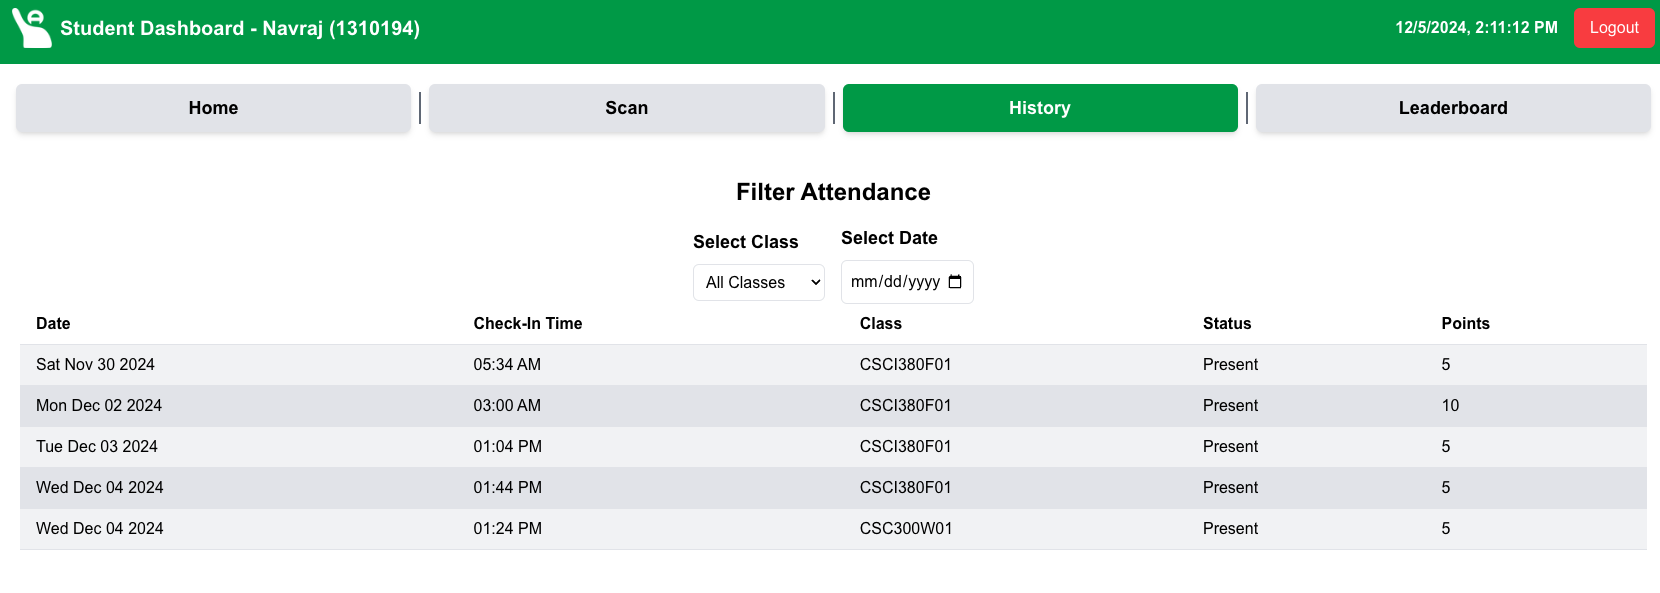 Student Dashboard - Navraj (1310194)
12/5/2024, 2:11:12 PM
Logout
Home
Scan
History
Leaderboard
Filter Attendance
Select Class
Select Date
All Classes
mm/dd/yyyy
Date Check-In Time Class Status Points
Sat Nov 30 2024 05:34 AM CSCI380F01 Present 5
Mon Dec 02 2024 03:00 AM CSCI380F01 Present 10
Tue Dec 03 2024 01:04 PM CSCI380F01 Present 5
Wed Dec 04 2024 01:44 PM CSCI380F01 Present 5
Wed Dec 04 2024 01:24 PM CSC300W01 Present 5